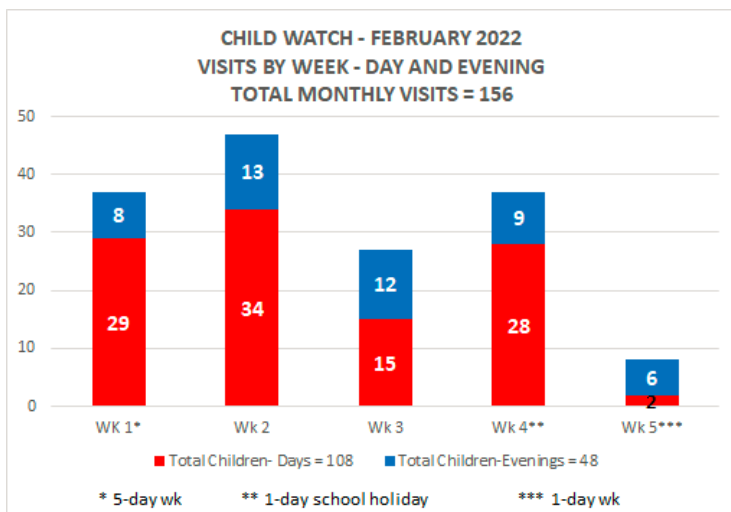 CHILD WATCH - FEBRUARY 2022
VISITS BY WEEK - DAY AND EVENING
TOTAL MONTHLY VISITS = 156
50
40
30
20
10
0
8
29
13
34
12
15
9
28
6
2
WK 1*
Wk 2
Wk 3
Wk 4**
Wk 5***
Total Children- Days = 108
Total Children-Evenings = 48
* 5-day wk
** 1-day school holiday
*** 1-day wk